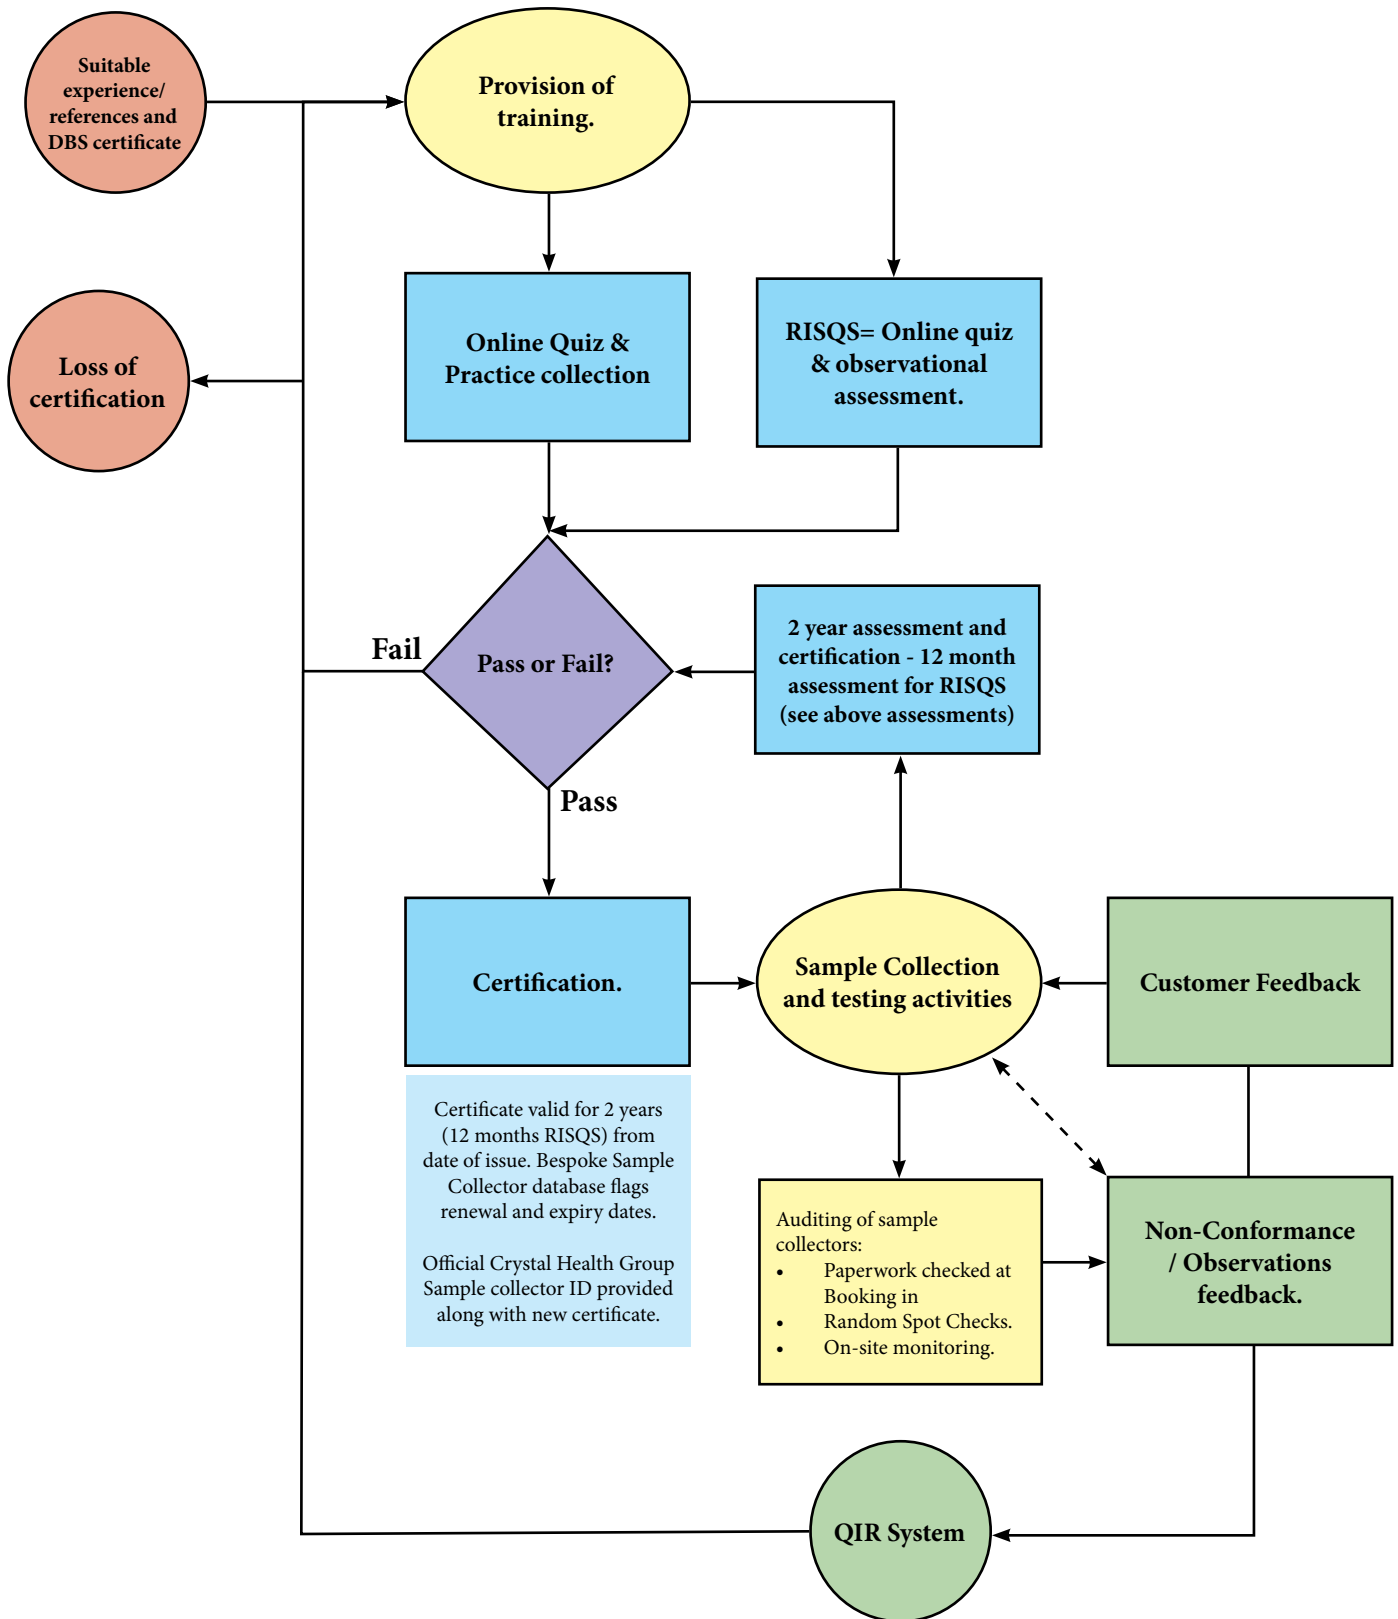 Suitable
experience/
references and
DBS certificate
Provision of
training.
Loss of
certification
Online Quiz &
Practice collection
RISQS= Online quiz
& observational
assessment.
Fail
Pass or Fail?
2 year assessment and
certification - 12 month
assessment for RISQS
(see above assessments)
Pass
Certification.
Sample Collection
and testing activities
Customer Feedback
Certificate valid for 2 years
(12 months RISQS) from
date of issue. Bespoke Sample
Collector database flags
renewal and expiry dates.
Official Crystal Health Group
Sample collector ID provided
along with new certificate.
Auditing of sample
collectors:
• Paperwork checked at
Booking in
• Random Spot Checks.
• On-site monitoring.
Non-Conformance
/ Observations
feedback.
QIR System